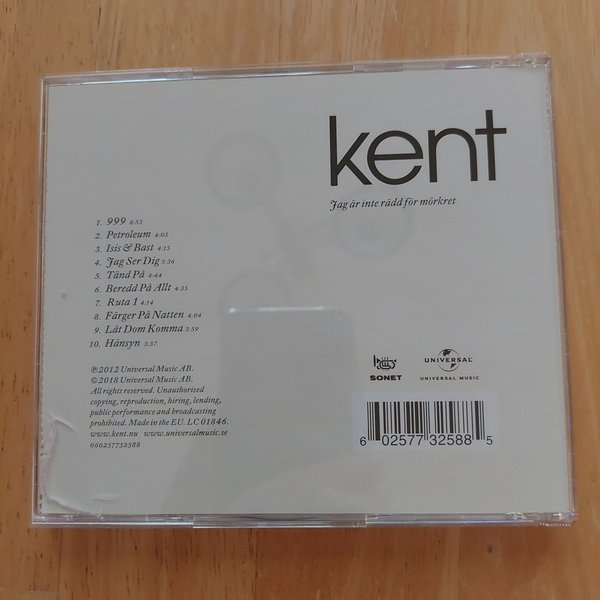 kent
Jag är inte rädd för mörkret
1. 999 6:33
2. Petroleum 4:03
3. Isis & Bast 4:15
4. Jag Ser Dig 5:36
5. Tänd På 4:44
6. Beredd På Allt 4:35
7. Ruta 1 4:14
8. Färger På Natten 4:04
9. Låt Dom Komma 3:59
10. Hänsyn 3:37
℗ 2012 Universal Music AB.
© 2018 Universal Music AB.
All rights reserved. Unauthorised
copying, reproduction, hiring, lending,
public performance and broadcasting
prohibited. Made in the EU. LC 01846.
www.kent.nu www.universalmusic.se
060257732588
SONET
UNIVERSAL
UNIVERSAL MUSIC
6 02577 32588 5